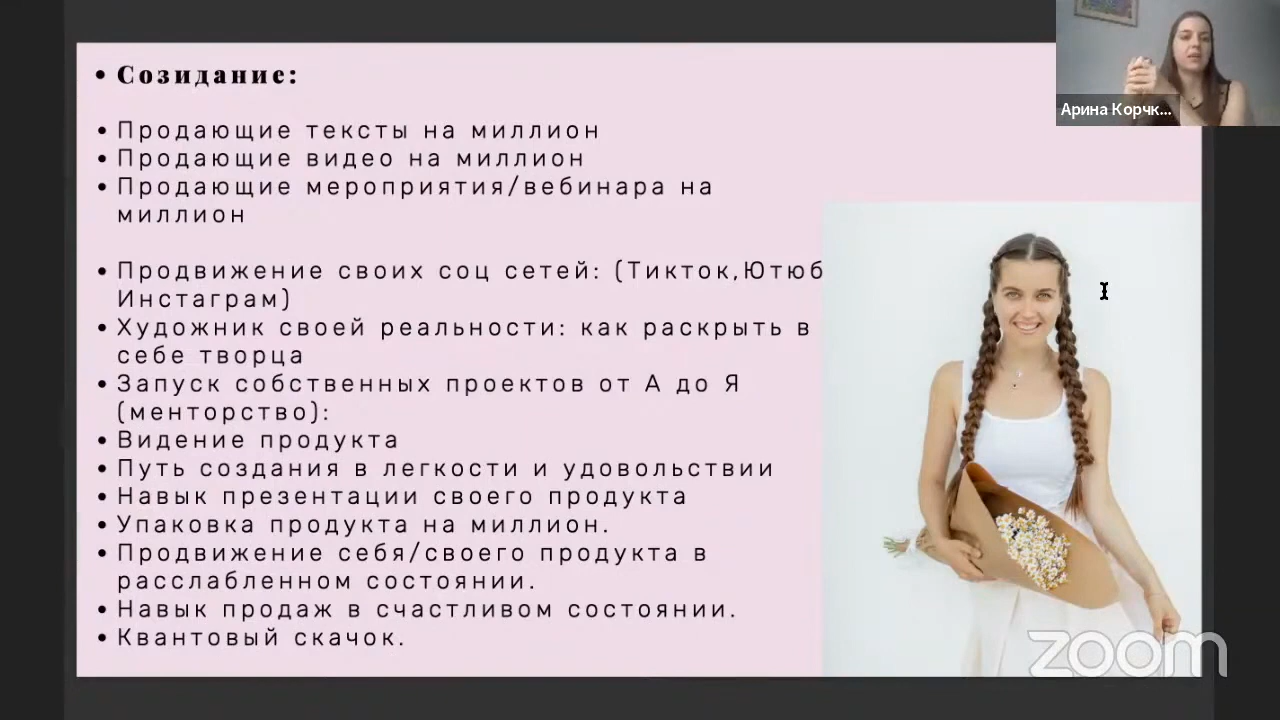 Созидание:
Арина Корчк...
Продающие тексты на миллион
Продающие видео на миллион
Продающие мероприятия/вебинара на
миллион
Продвижение своих соц сетей: (Тикток,Ютюб
Инстаграм)
Художник своей реальности: как раскрыть в
себе творца
Запуск собственных проектов от А до Я
(менторство):
Видение продукта
Путь создания в легкости и удовольствии
Навык презентации своего продукта
Упаковка продукта на миллион.
Продвижение себя/своего продукта в
расслабленном состоянии.
Навык продаж в счастливом состоянии.
Квантовый скачок.
zoom